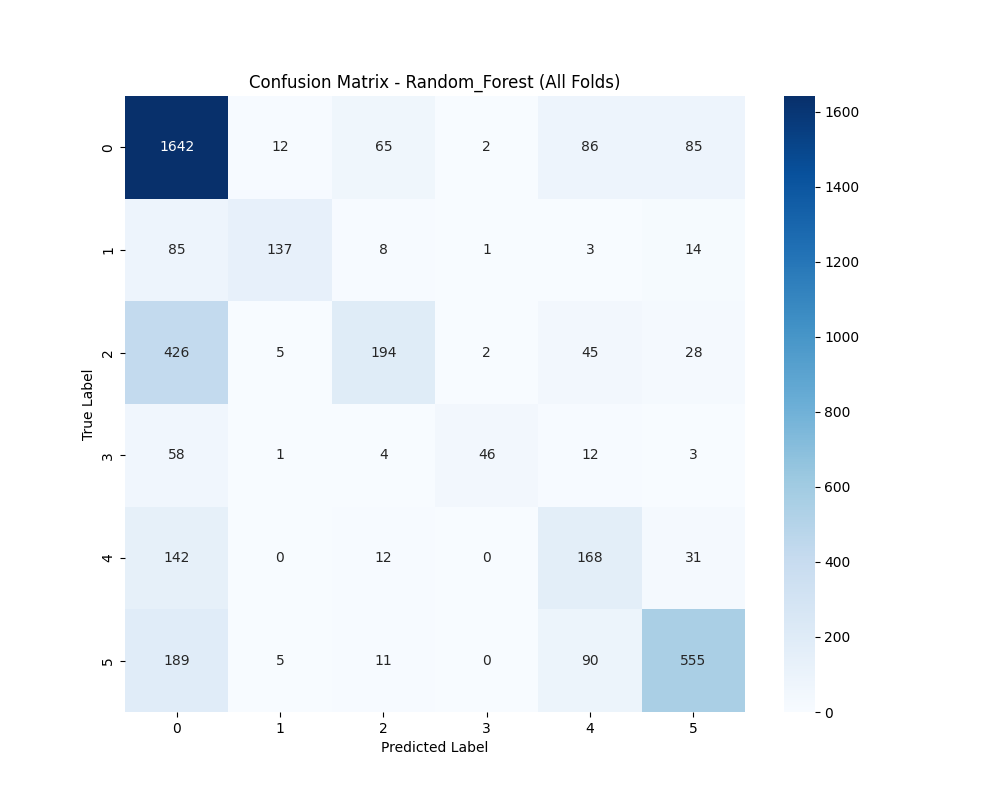 Confusion Matrix - Random_Forest (All Folds)
True Label
0 1642 12 65 2 86 85
1 85 137 8 1 3 14
2 426 5 194 2 45 28
3 58 1 4 46 12 3
4 142 0 12 0 168 31
5 189 5 11 0 90 555
0 1 2 3 4 5
Predicted Label
1600
1400
1200
1000
800
600
400
200
0